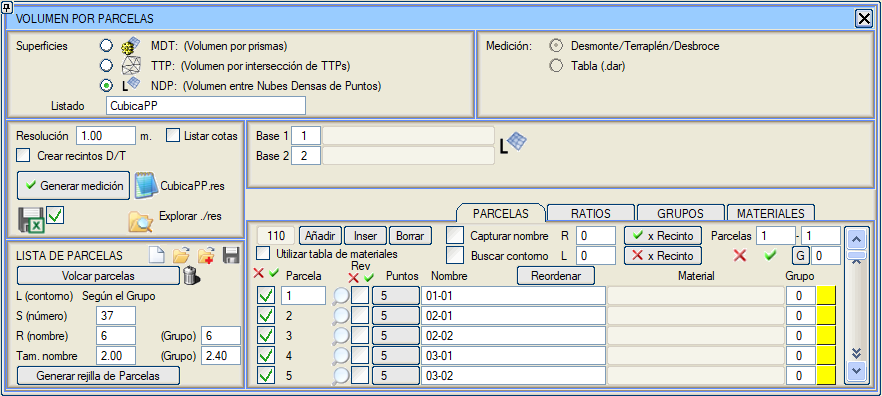 VOLUMEN POR PARCELAS
Superficies
MDT: (Volumen por prismas)
TTP: (Volumen por intersección de TTPs)
NDP: (Volumen entre Nubes Densas de Puntos)
L
Listado CubicaPP
Medición:
Desmonte/Terraplén/Desbroce
Tabla (.dar)
Resolución 1.00 m. Listar cotas
Crear recintos D/T
Generar medición CubicaPP.res
Explorar ./res
Base 1 1
Base 2 2
L
LISTA DE PARCELAS
Volcar parcelas
L (contorno) Según el Grupo
S (número) 37
R (nombre) 6 (Grupo) 6
Tam. nombre 2.00 (Grupo) 2.40
Generar rejilla de Parcelas
PARCELAS RATIOS GRUPOS MATERIALES
110 Añadir Inser Borrar Capturar nombre R 0 x Recinto Parcelas 1 - 1
Utilizar tabla de materiales Buscar contorno L 0 x Recinto G 0
Parcela Rev Puntos Nombre Reordenar Material Grupo
1 5 01-01 0
2 5 02-01 0
3 5 02-02 0
4 5 03-01 0
5 5 03-02 0